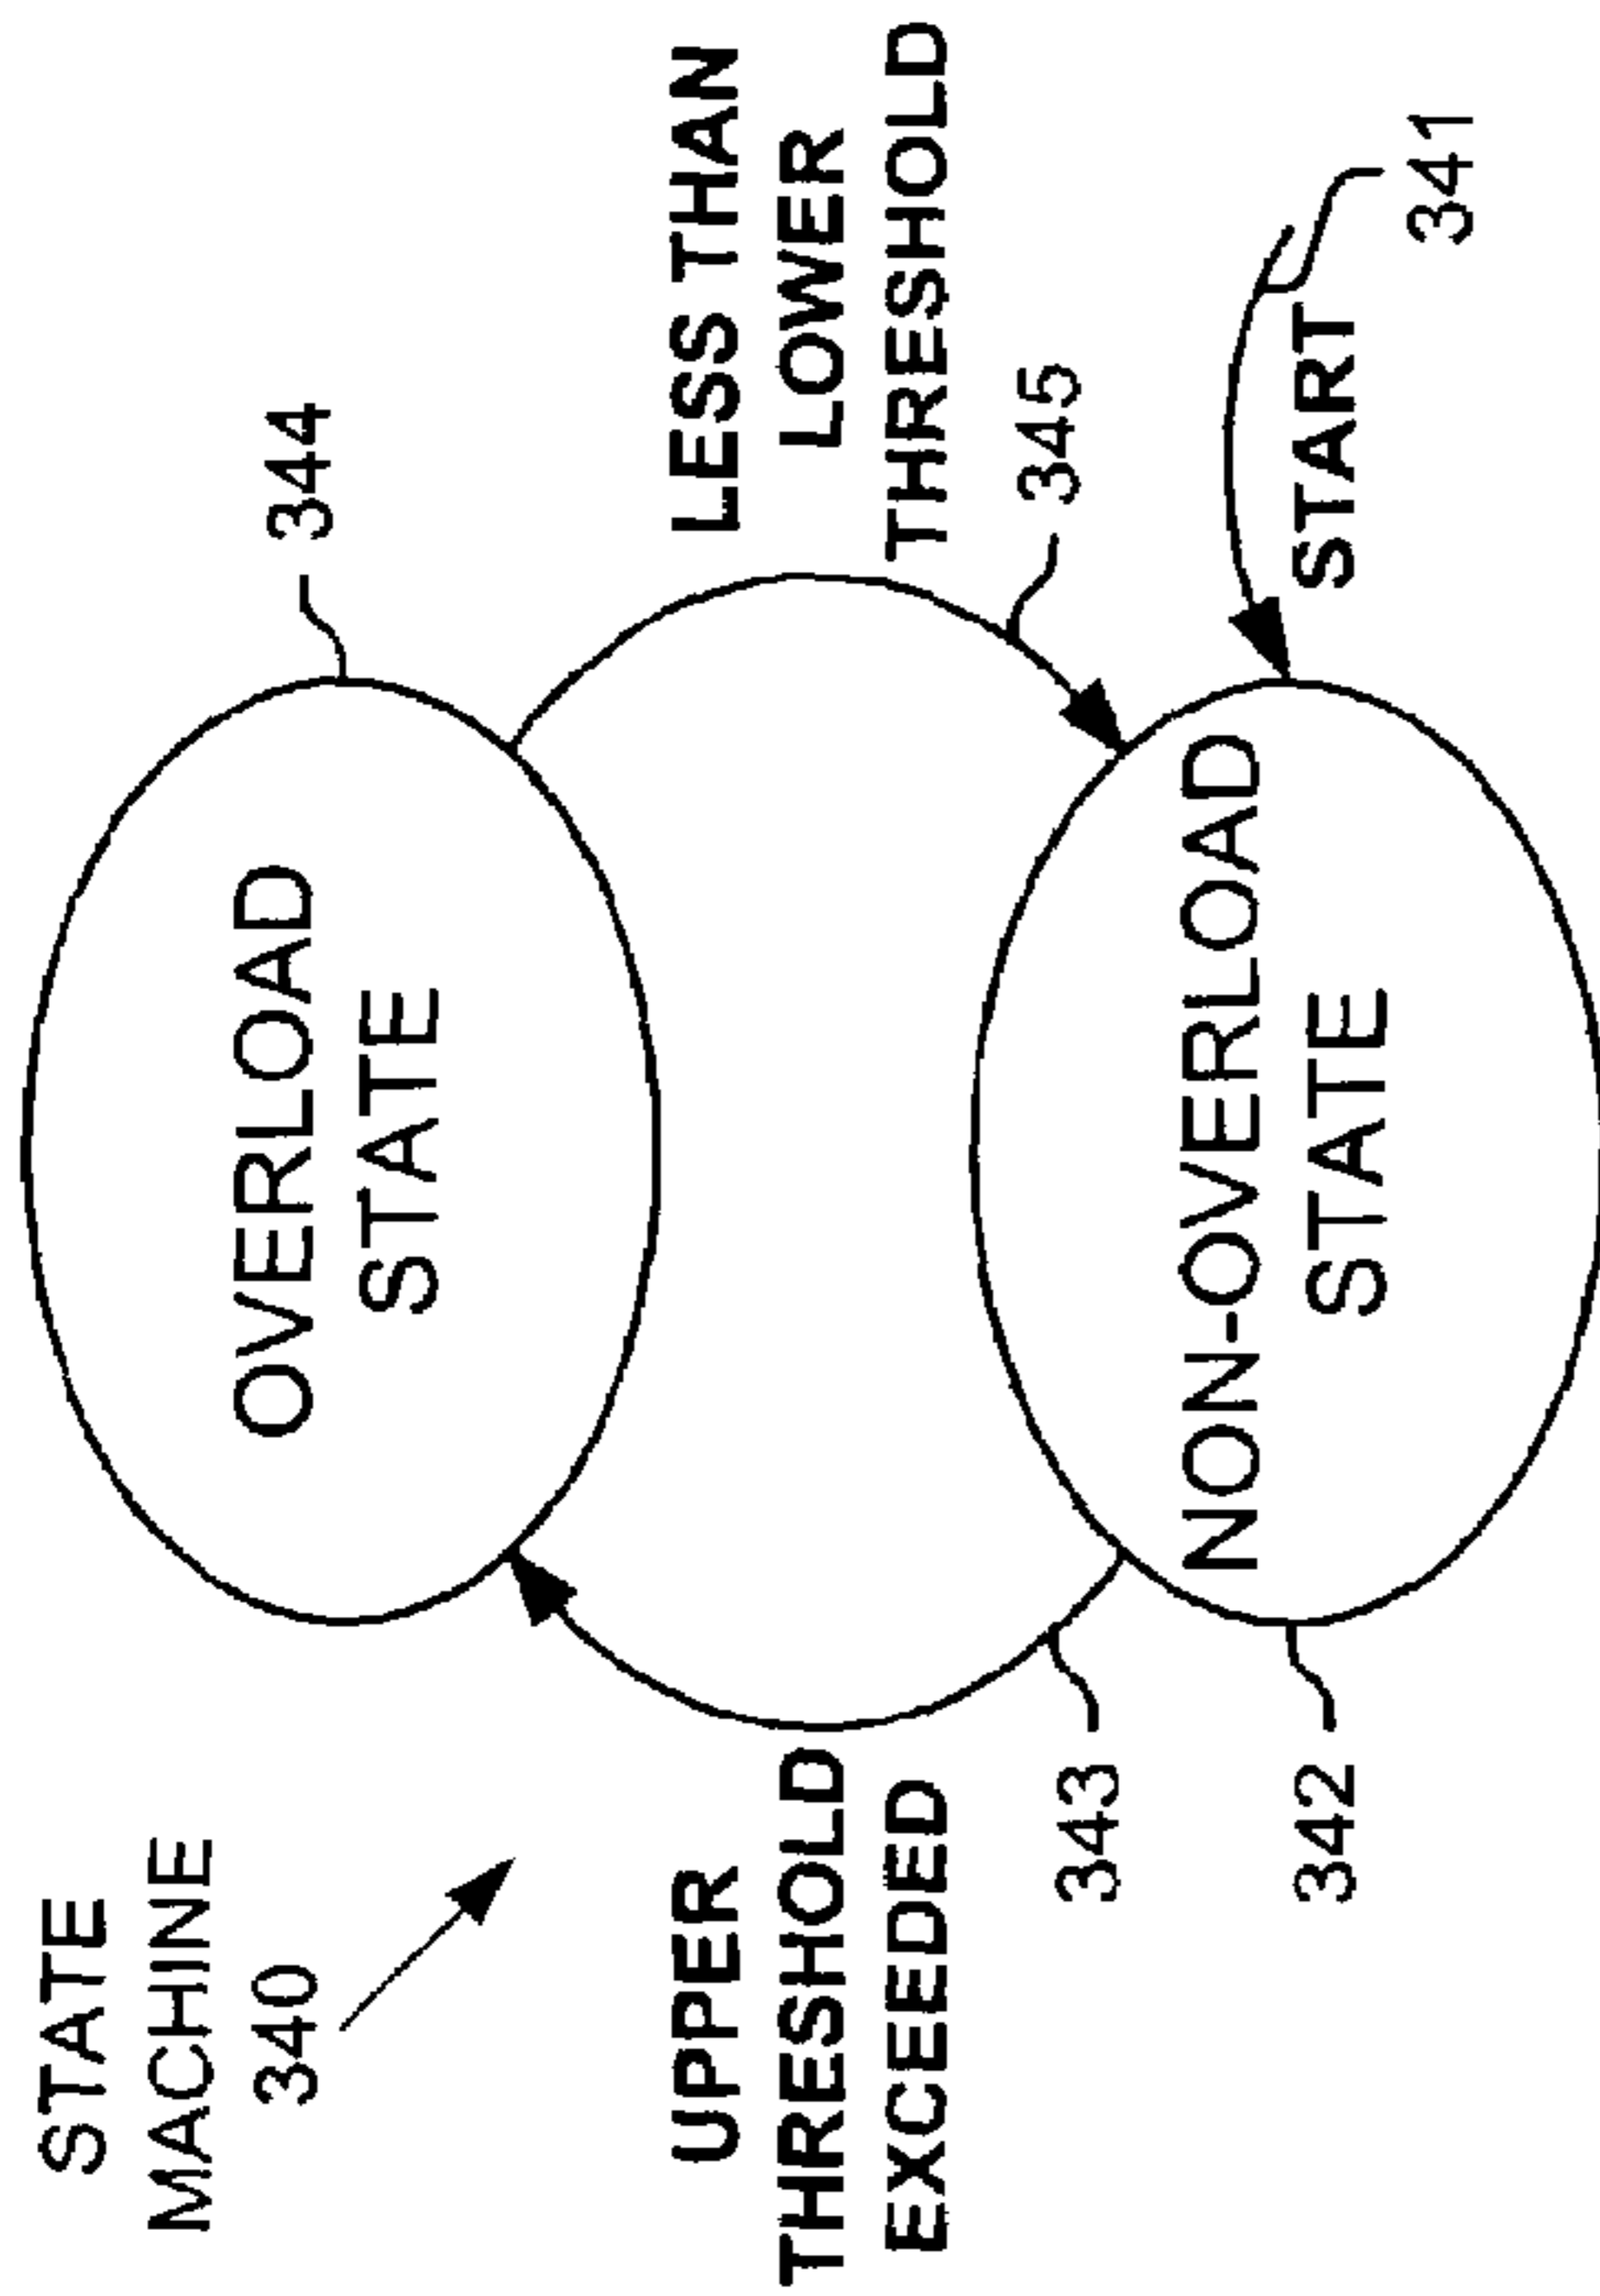 STATE
MACHINE
340
OVERLOAD
STATE
344
UPPER
THRESHOLD
EXCEEDED
LESS THAN
LOWER
THRESHOLD
343
345
NON-OVERLOAD
STATE
342
START
341